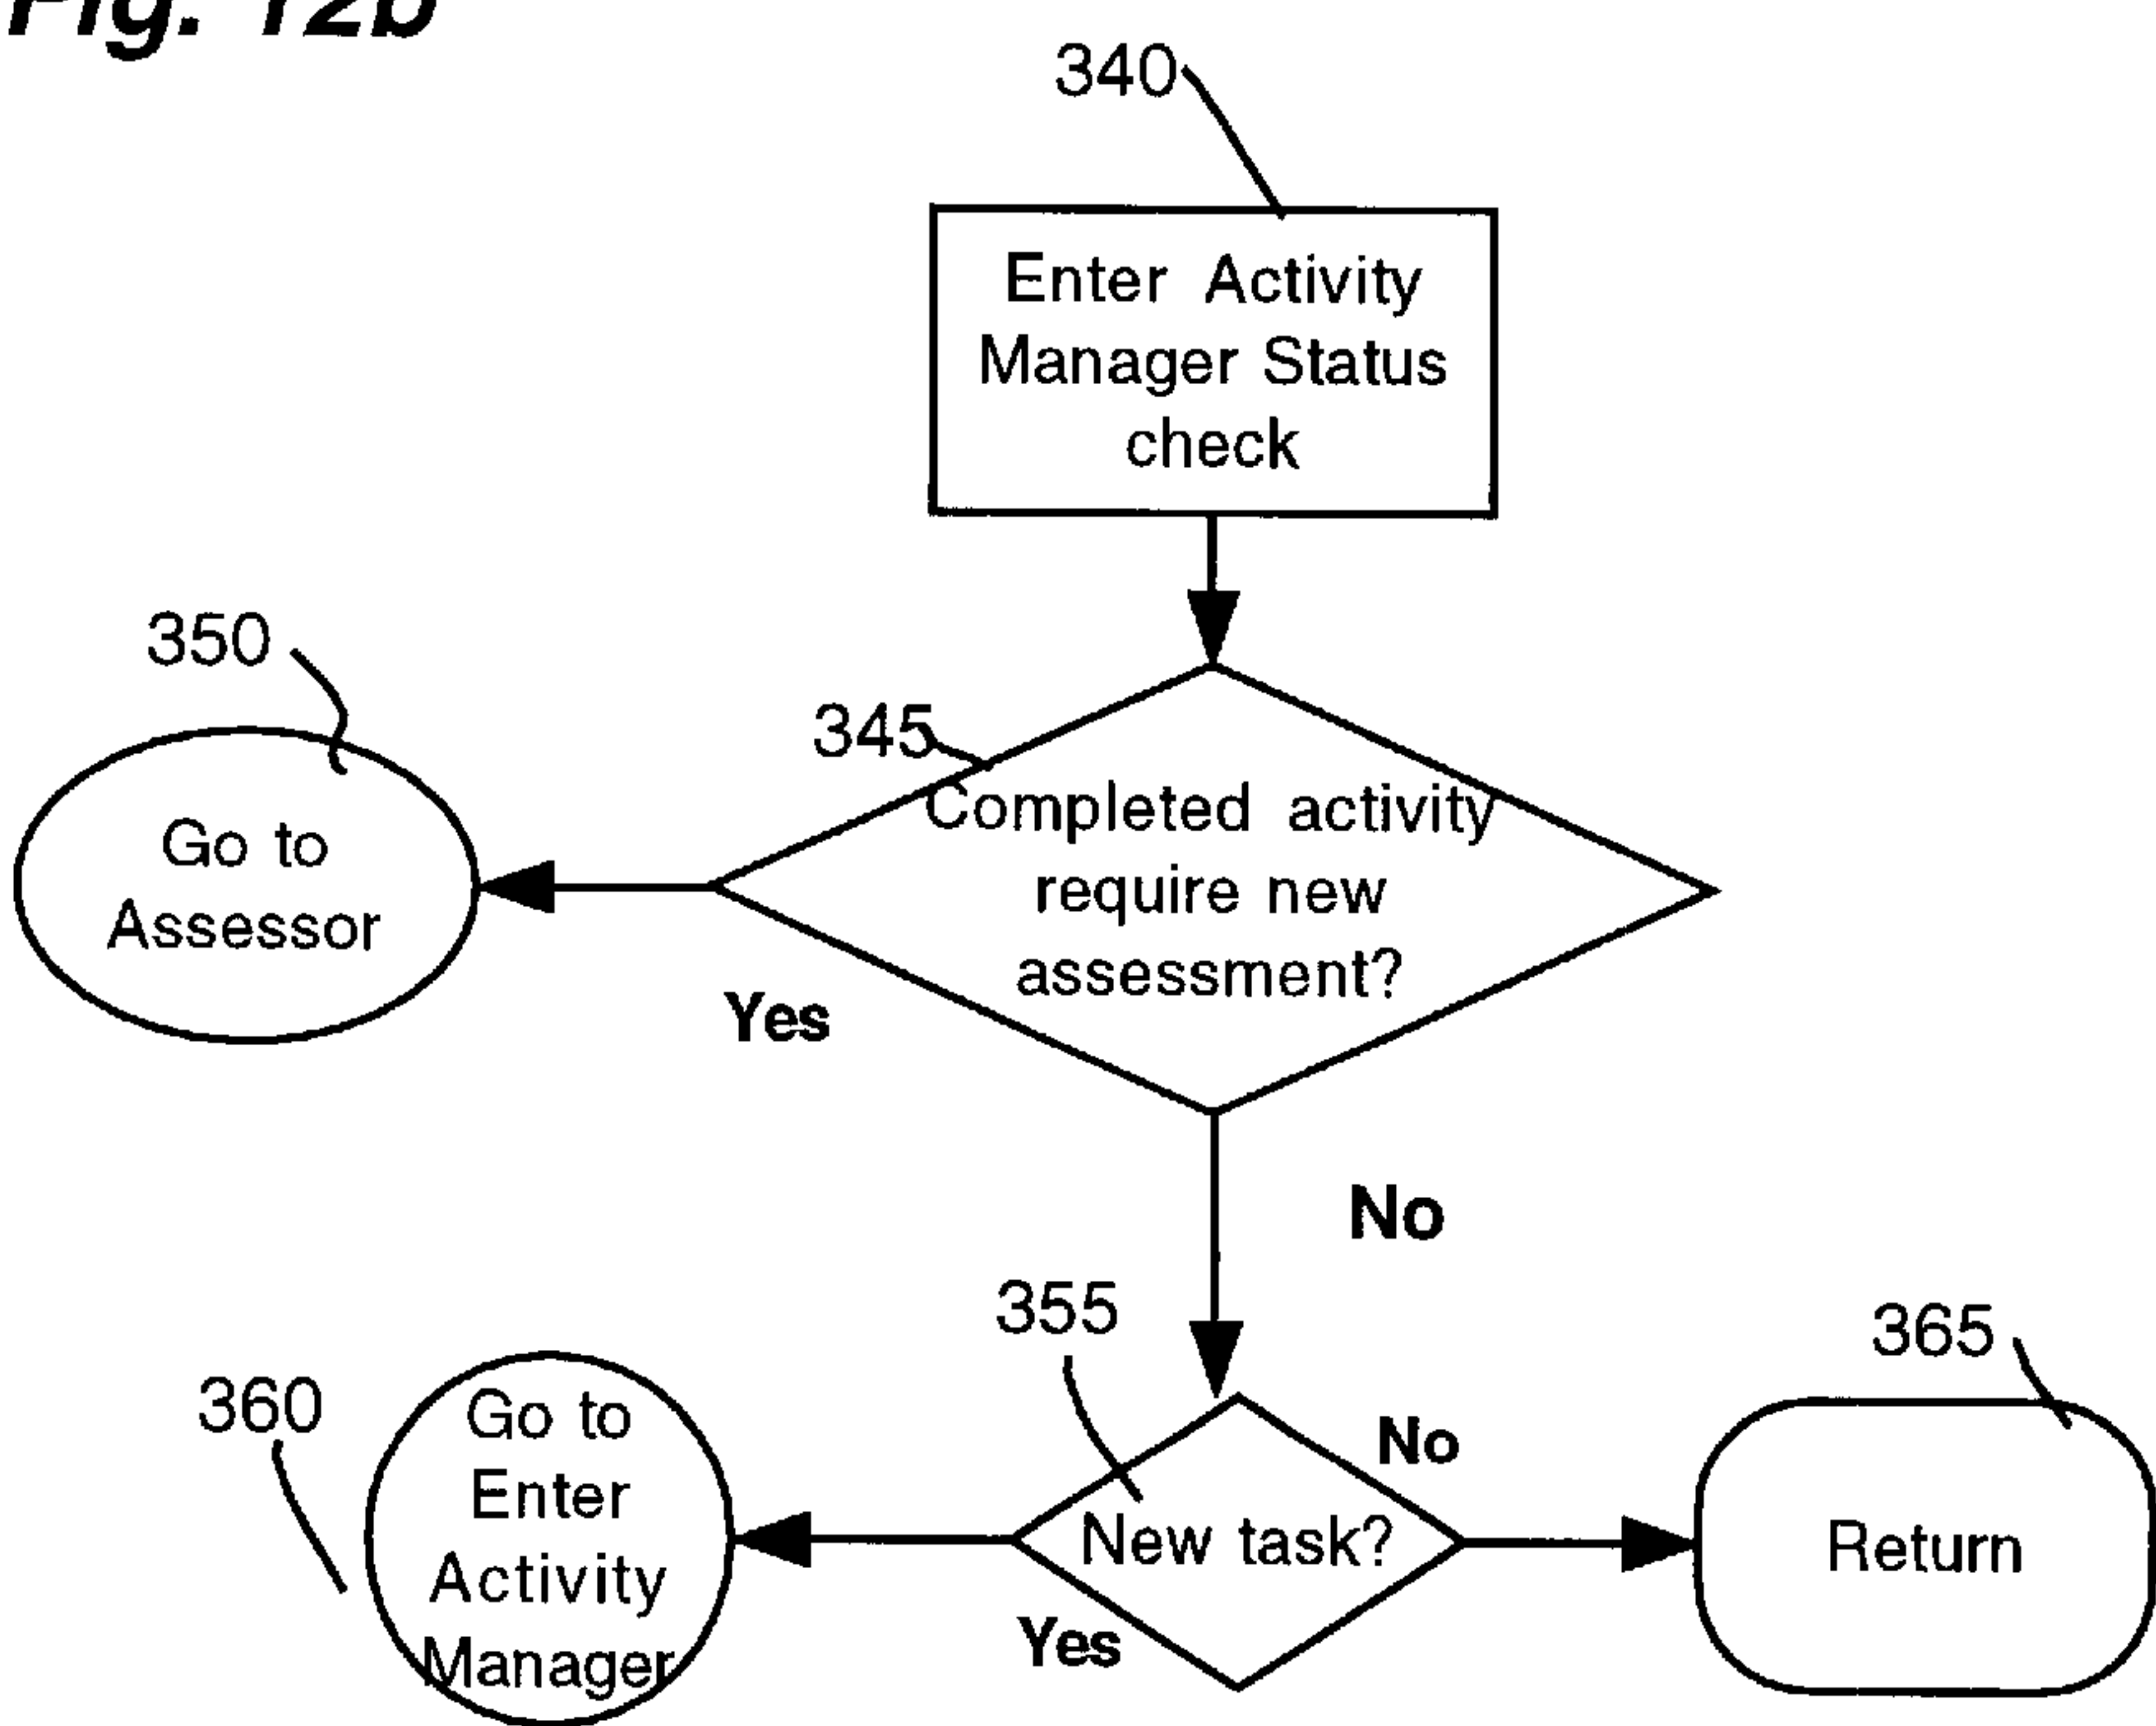 Fig. 12b
340
Enter Activity
Manager Status
check
350
345
Go to
Assessor
Completed activity
require new
assessment?
Yes
No
355
365
360
Go to
Enter
Activity
Manager
New task?
No
Yes
Return